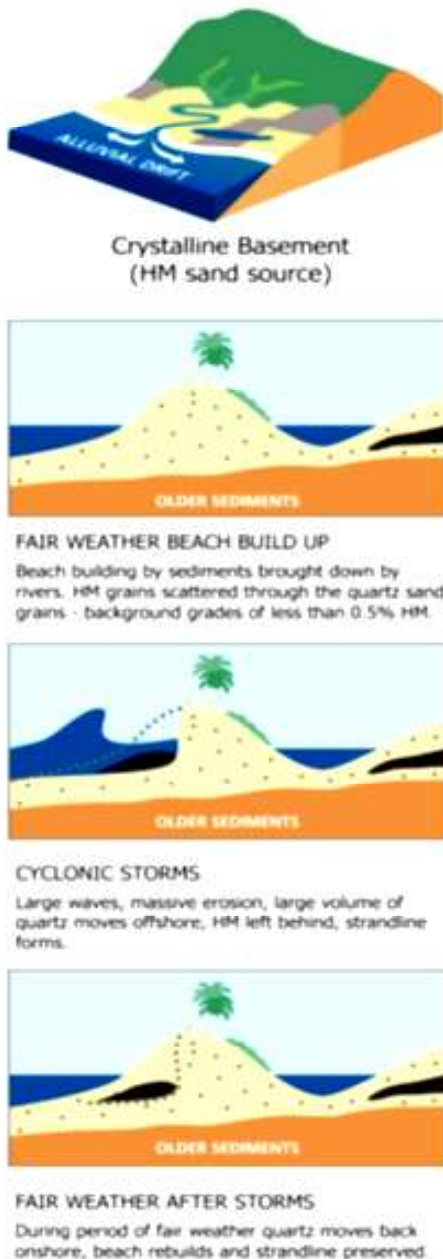 ALLUVIAL DRIFT
Crystalline Basement
(HM sand source)
OLDER SEDIMENTS
FAIR WEATHER BEACH BUILD UP
Beach building by sediments brought down by
rivers. HM grains scattered through the quartz sand
grains - background grades of less than 0.5% HM
OLDER SEDIMENTS
CYCLONIC STORMS
Large waves, massive erosion, large volume of
quartz moves offshore, HM left behind, strandline
forms.
OLDER SEDIMENTS
FAIR WEATHER AFTER STORMS
During period of fair weather quartz moves back
onshore, beach rebuilds and strandline preserved